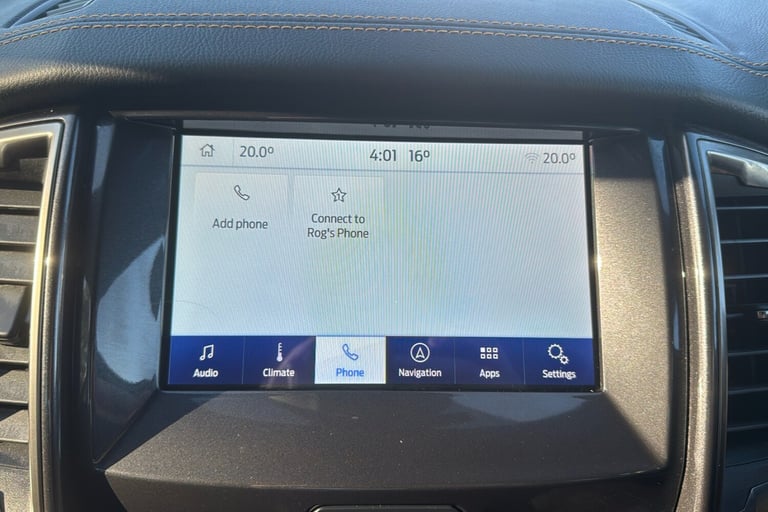 20.0° 4:01 16° 20.0°
Add phone
Connect to
Rog's Phone
Audio Climate Phone Navigation Apps Settings